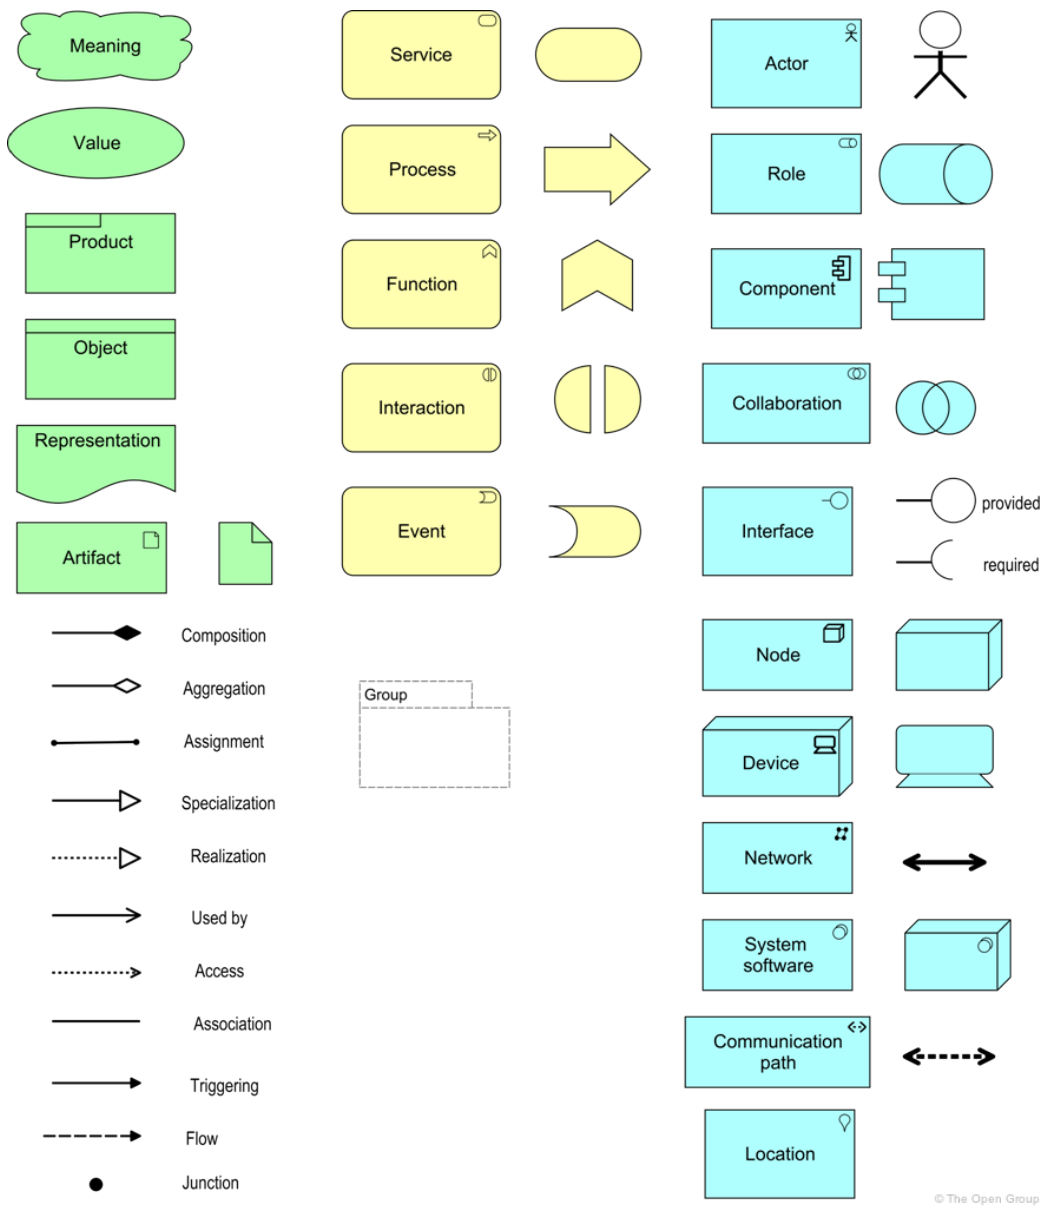 Meaning
Value
Product
Object
Representation
Artifact
Service
Process
Function
Interaction
Event
Actor
Role
Component
Collaboration
Interface
provided
required
Composition
Aggregation
Assignment
Specialization
Realization
Used by
Access
Association
Triggering
Flow
Junction
Group
Node
Device
Network
System
software
Communication
path
Location
© The Open Group